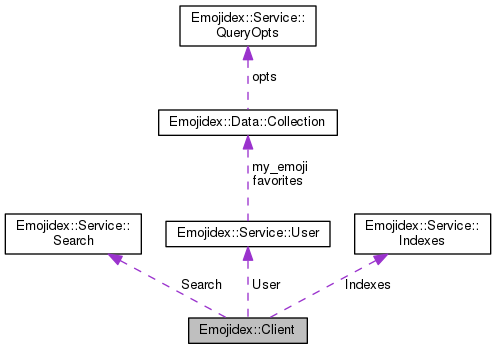 Emojidex::Service::
QueryOpts
opts
Emojidex::Data::Collection
my_emoji
favorites
Emojidex::Service::
Search
Emojidex::Service::User
Emojidex::Service::
Indexes
Search
User
Indexes
Emojidex::Client